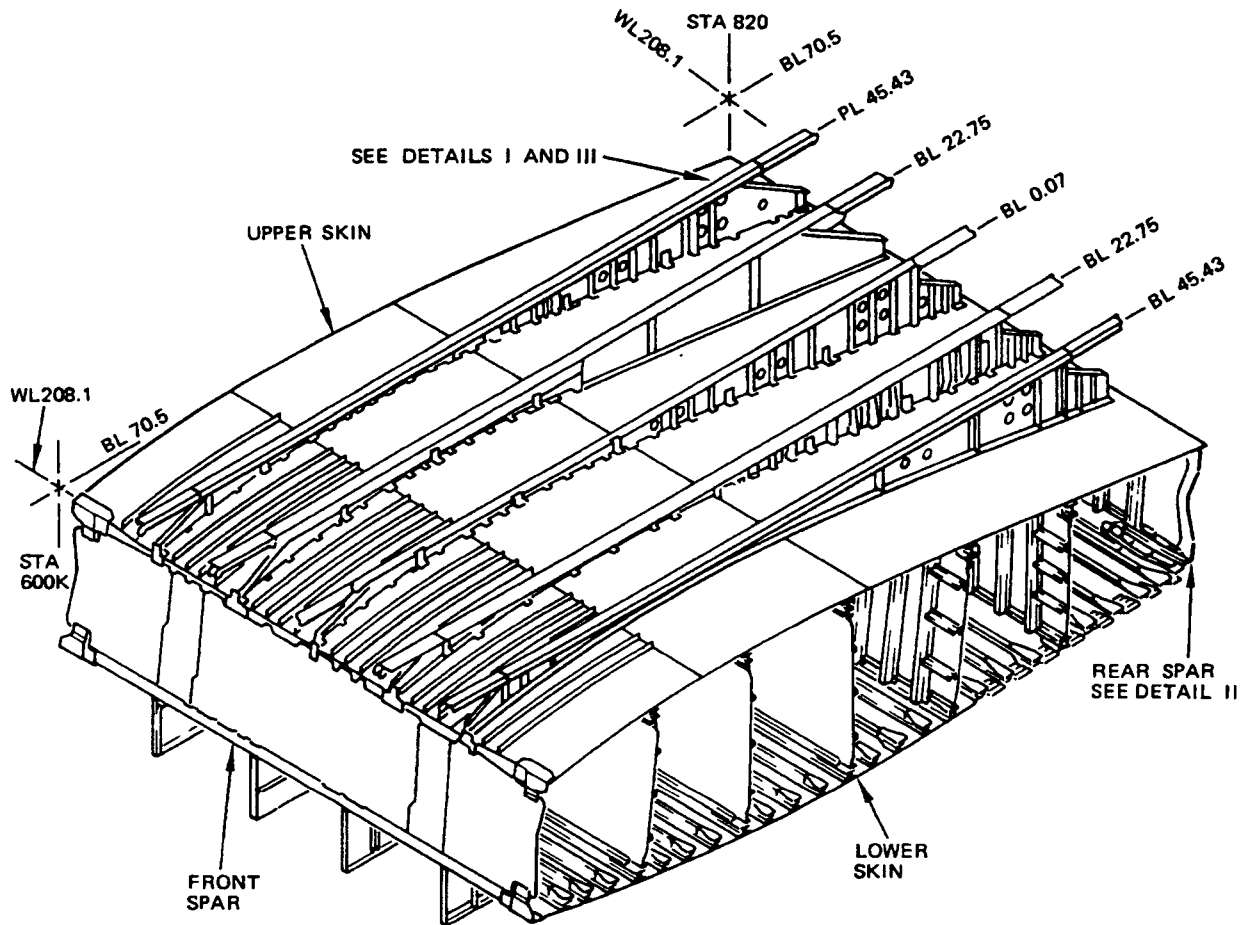 STA 820
WL208.1
BL70.5
PL 45.43
SEE DETAILS I AND III
BL 22.75
UPPER SKIN
BL 0.07
BL 22.75
BL 45.43
WL208.1
BL 70.5
STA
600K
REAR SPAR
SEE DETAIL II
LOWER
SKIN
FRONT
SPAR